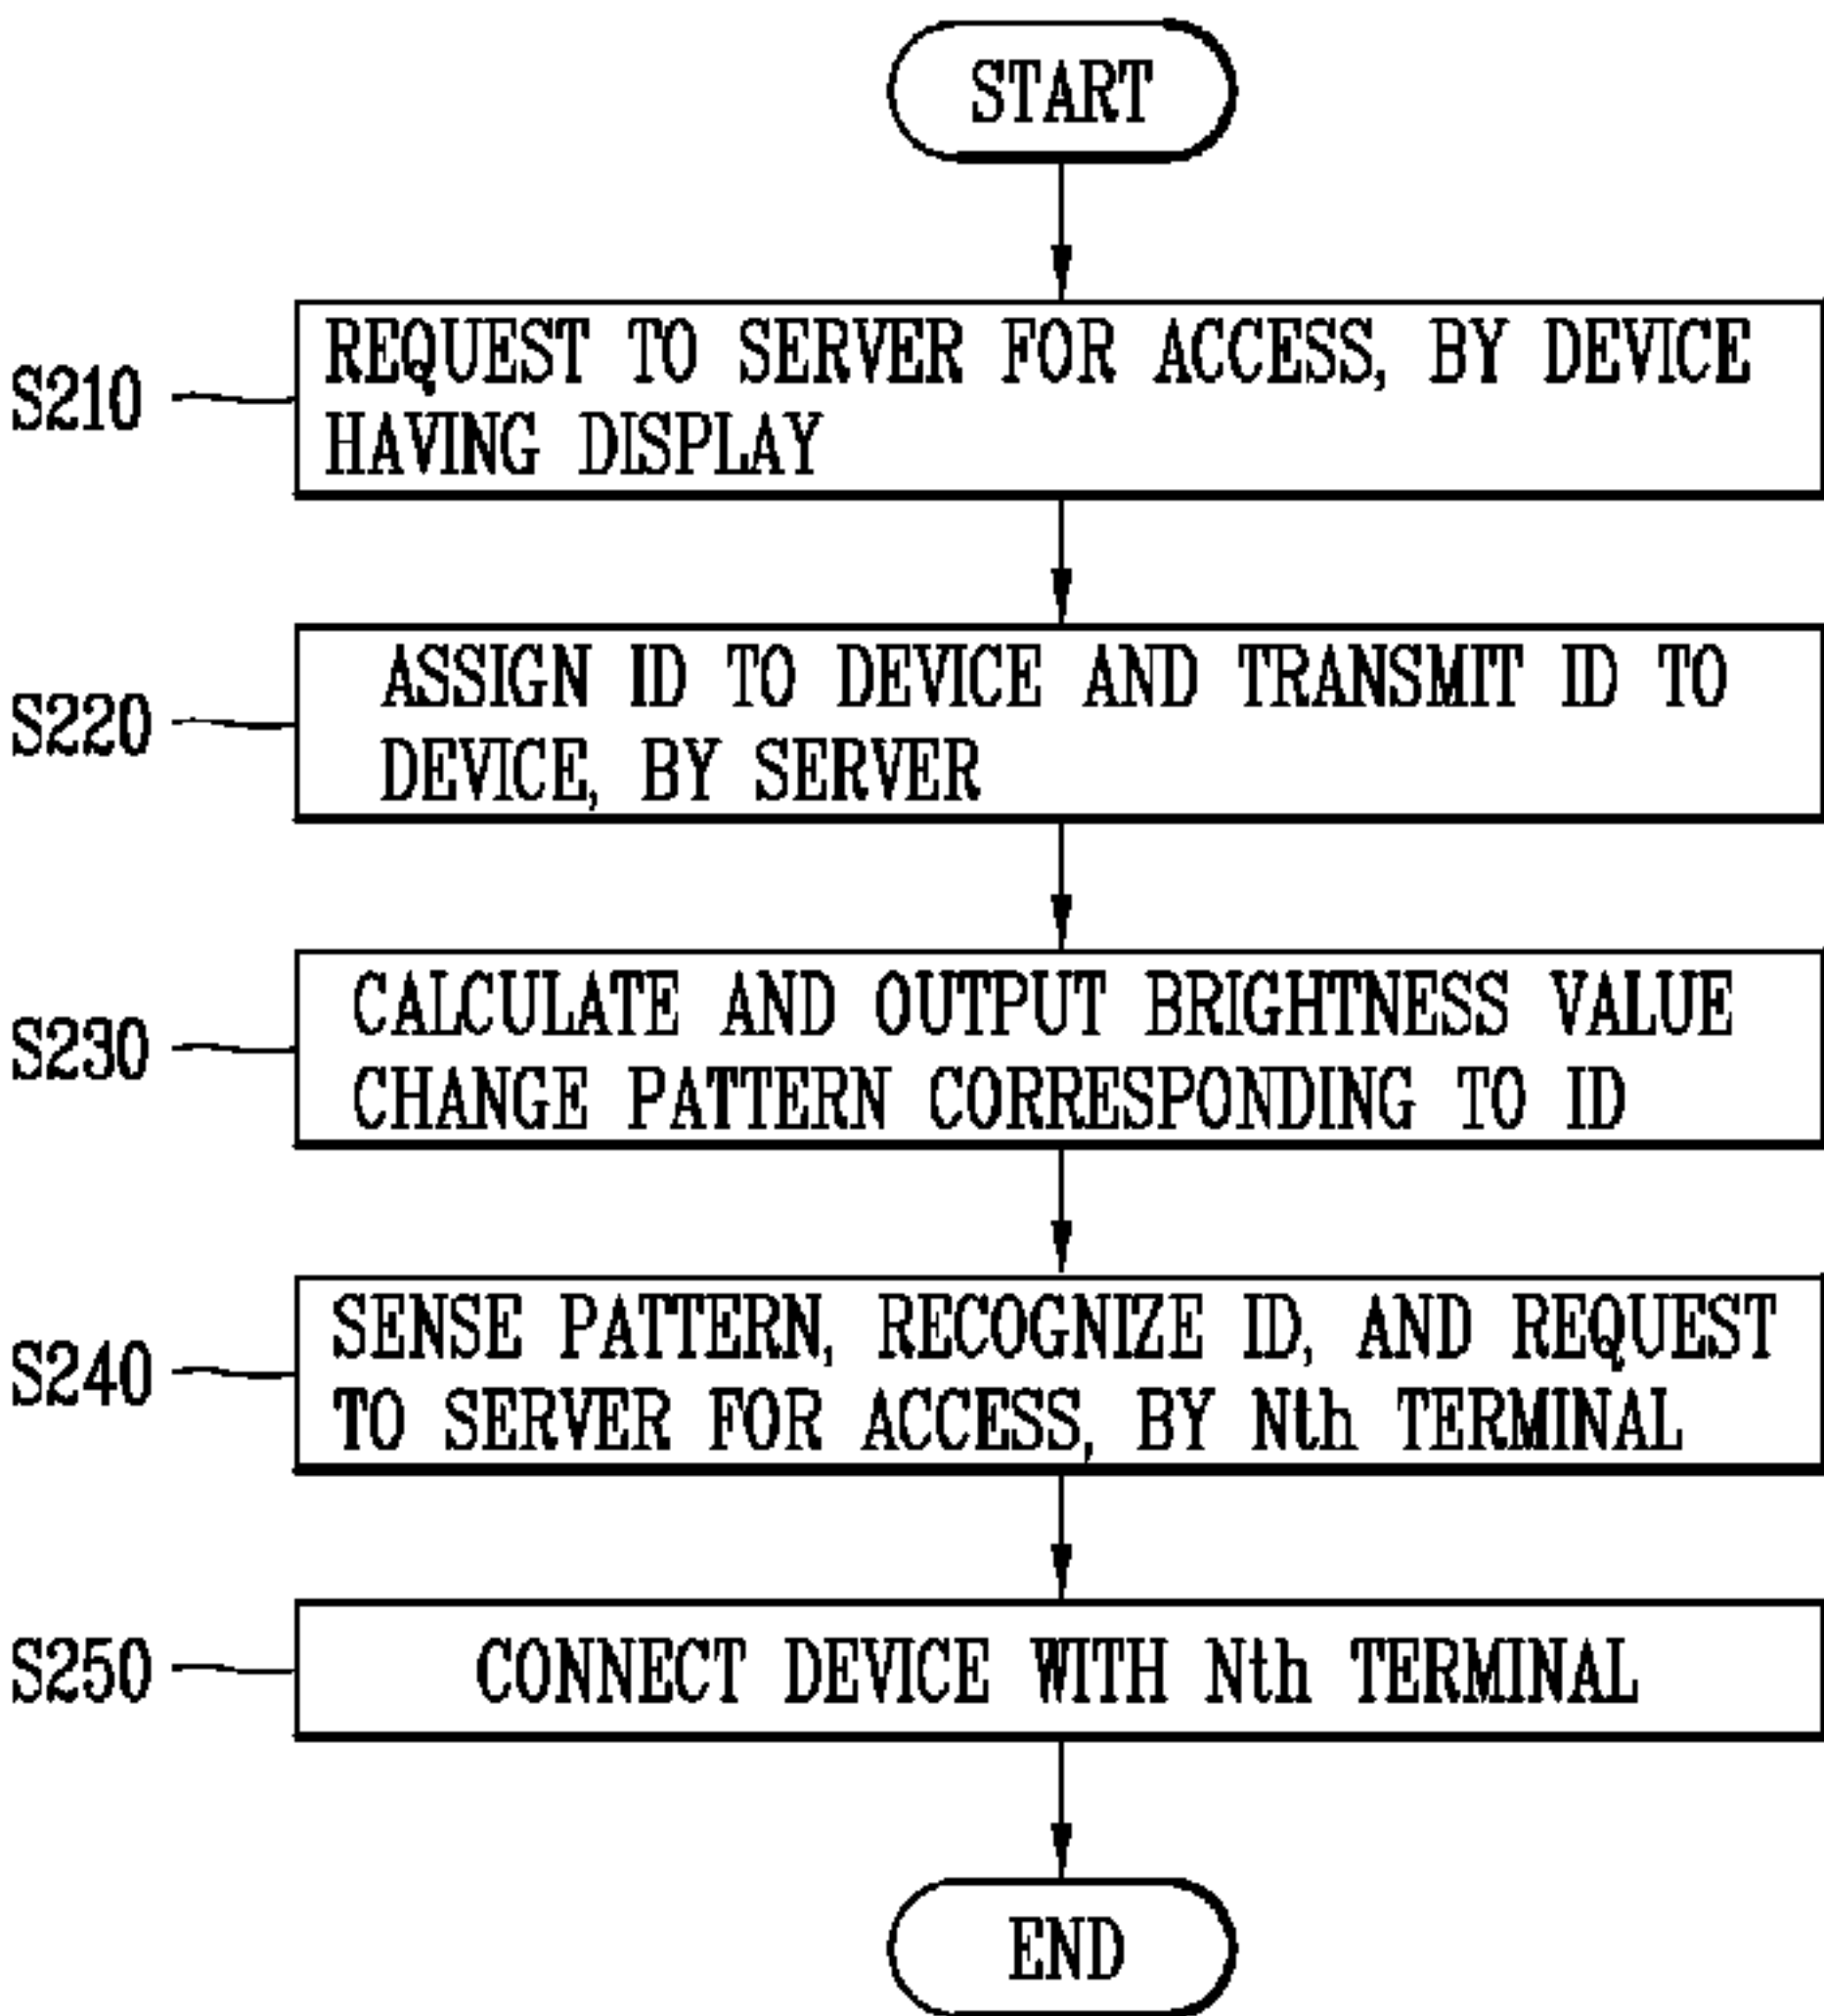 START
S210
REQUEST TO SERVER FOR ACCESS, BY DEVICE
HAVING DISPLAY
S220
ASSIGN ID TO DEVICE AND TRANSMIT ID TO
DEVICE, BY SERVER
S230
CALCULATE AND OUTPUT BRIGHTNESS VALUE
CHANGE PATTERN CORRESPONDING TO ID
S240
SENSE PATTERN, RECOGNIZE ID, AND REQUEST
TO SERVER FOR ACCESS, BY Nth TERMINAL
S250
CONNECT DEVICE WITH Nth TERMINAL
END